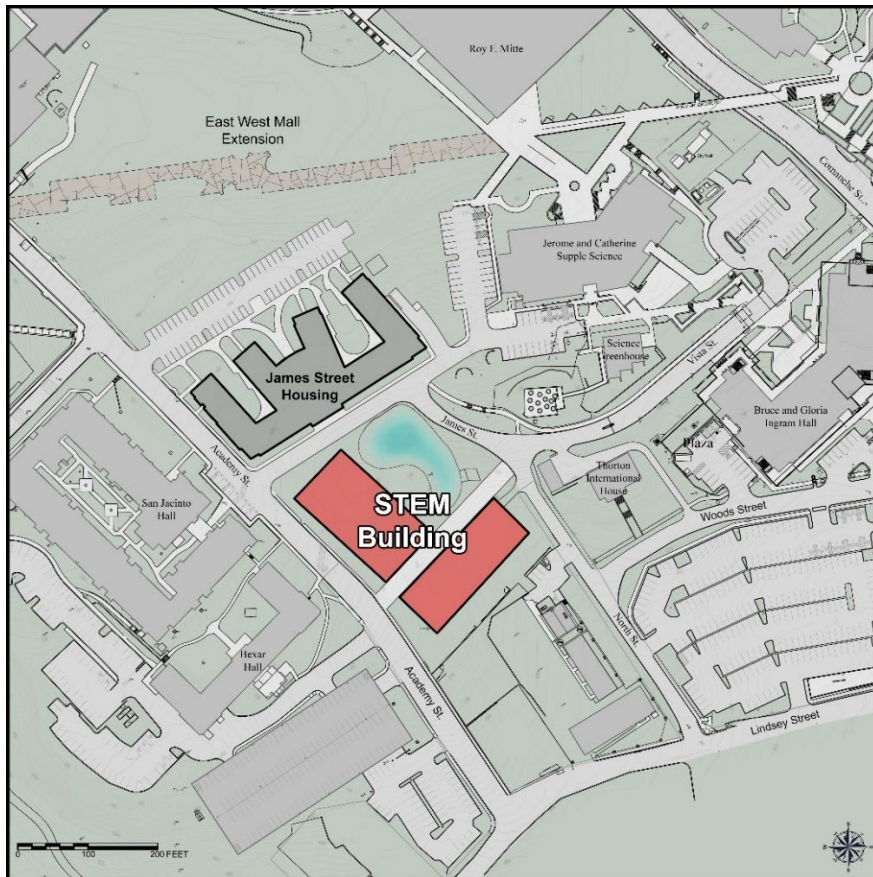 Roy F. Mitte
East West Mall
Extension
Comanche St.
Jerome and Catherine
Supple Science
Science
Greenhouse
Vista St.
James Street
Housing
James St.
Bruce and Gloria
Ingram Hall
Plaza
Academy St.
Thorton
International
House
San Jacinto
Hall
STEM
Building
Woods Street
North St.
Bexar
Hall
Academy St.
Lindsey Street
0 100 200 FEET